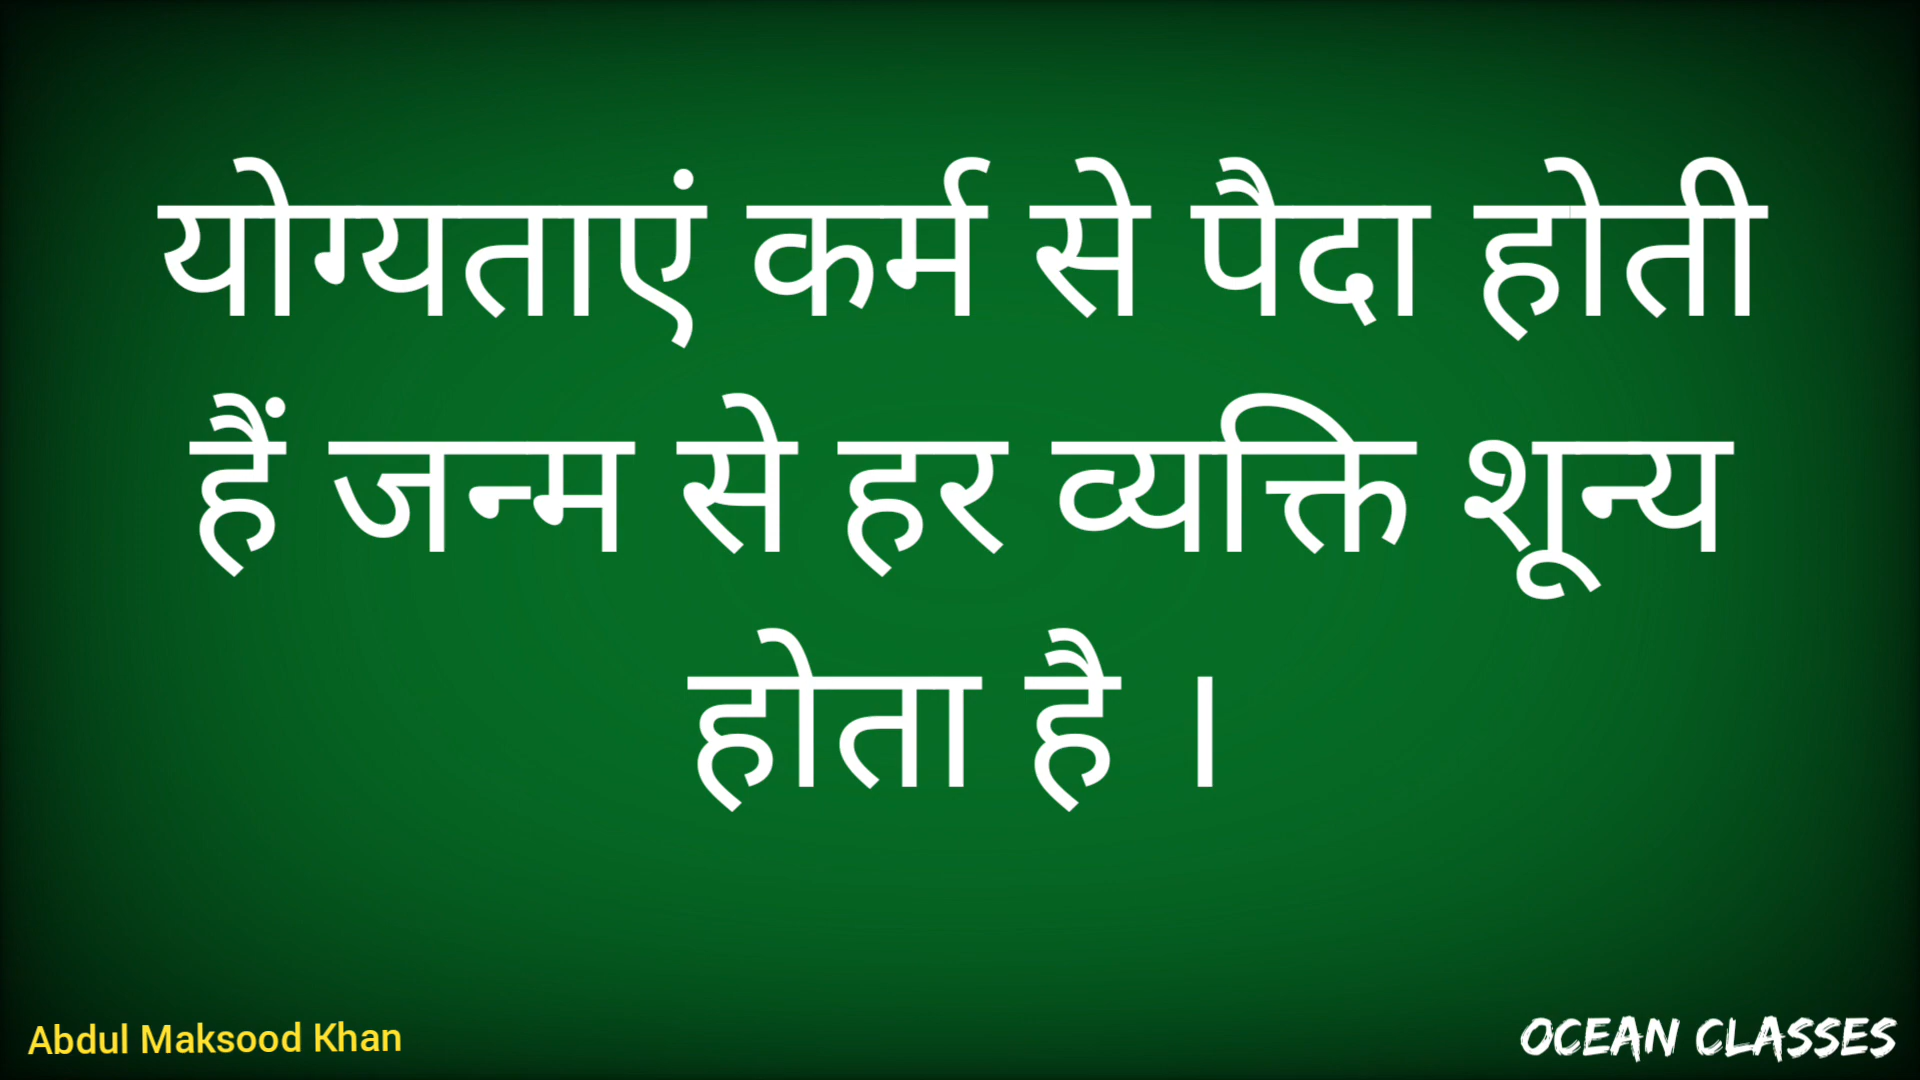 योग्यताएं कर्म से पैदा होती
हैं जन्म से हर व्यक्ति शून्य
होता है ।
Abdul Maksood Khan
OCEAN CLASSES